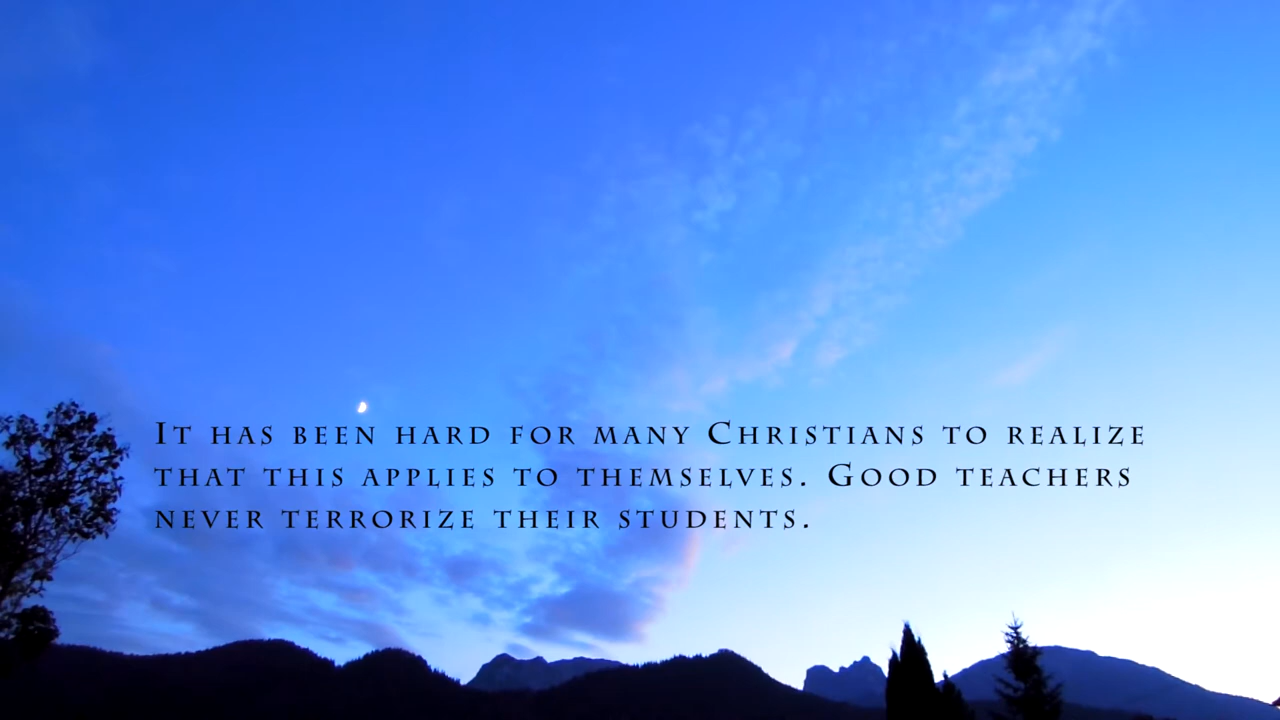 It has been hard for many Christians to realize
that this applies to themselves. Good teachers
never terrorize their students.